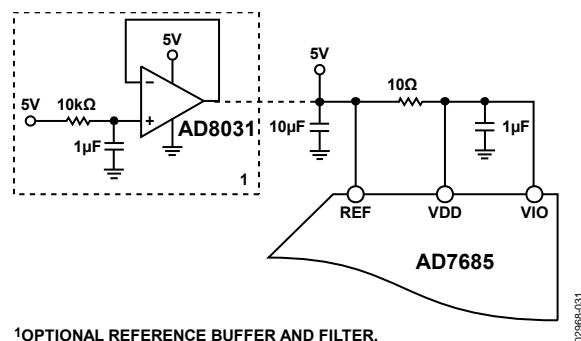 5V
5V
5V
10kΩ
10Ω
−
+
AD8031
1µF
10µF
1µF
1
REF
VDD
VIO
AD7685
1OPTIONAL REFERENCE BUFFER AND FILTER.
02968-031